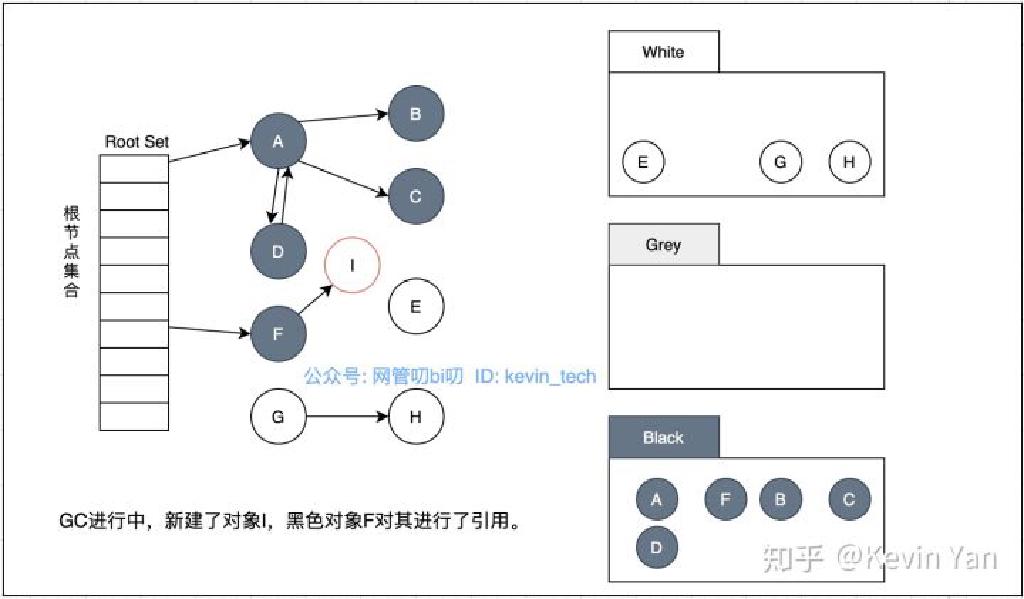 White
B
Root Set
A
E
G
H
C
根节点集合
D
I
Grey
E
F
公众号: 网管叨bi叨 ID: kevin_tech
G
H
Black
A
F
B
C
GC进行中，新建了对象I，黑色对象F对其进行了引用。
D
知乎 @Kevin Yan